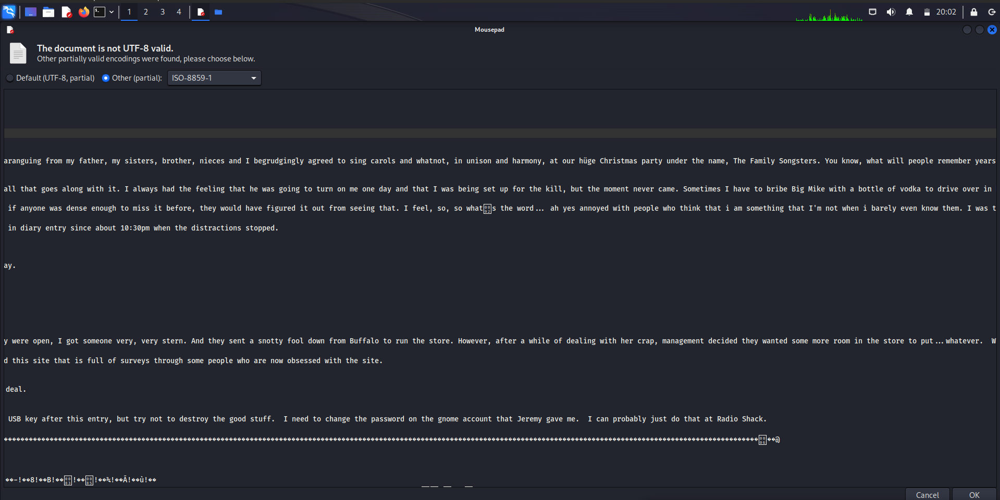 1 2 3 4
20:02
Mousepad
The document is not UTF-8 valid.
Other partially valid encodings were found, please choose below.
Default (UTF-8, partial) Other (partial): ISO-8859-1
aranguing from my father, my sisters, brother, nieces and I begrudgingly agreed to sing carols and whatnot, in unison and harmony, at our hüge Christmas party under the name, The Family Songsters. You know, what will people remember years
all that goes along with it. I always had the feeling that he was going to turn on me one day and that I was being set up for the kill, but the moment never came. Sometimes I have to bribe Big Mike with a bottle of vodka to drive over in
if anyone was dense enough to miss it before, they would have figured it out from seeing that. I feel, so, so what s the word... ah yes annoyed with people who think that i am something that I'm not when i barely even know them. I was t
in diary entry since about 10:30pm when the distractions stopped.
ay.
y were open, I got someone very, very stern. And they sent a snotty fool down from Buffalo to run the store. However, after a while of dealing with her crap, management decided they wanted some more room in the store to put...whatever. W
d this site that is full of surveys through some people who are now obsessed with the site.
deal.
USB key after this entry, but try not to destroy the good stuff. I need to change the password on the gnome account that Jeremy gave me. I can probably just do that at Radio Shack.
@
-! 8! B! ! ! ¾! Ã! ù!
Cancel OK